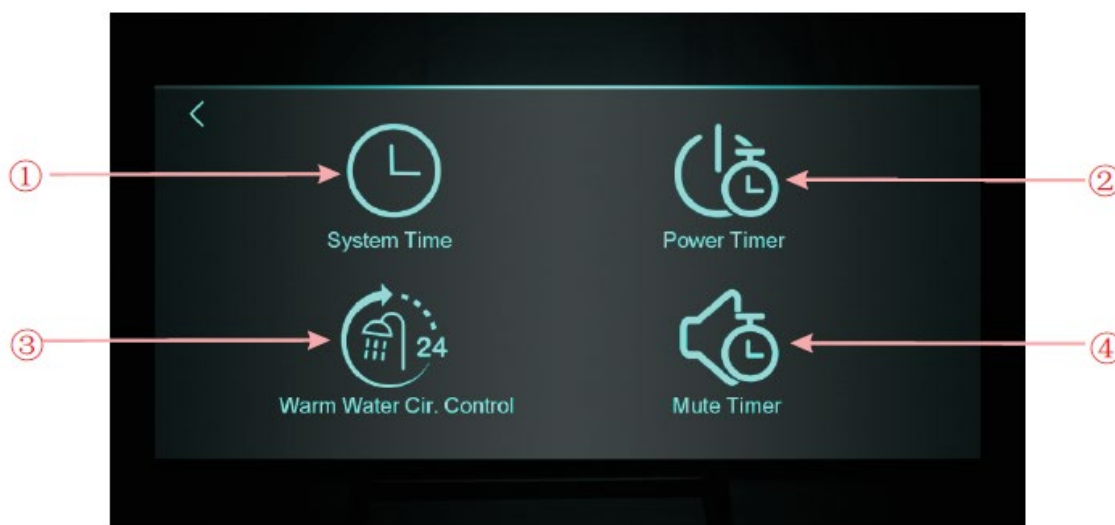 ①
System Time
②
Power Timer
③
24
Warm Water Cir. Control
④
Mute Timer